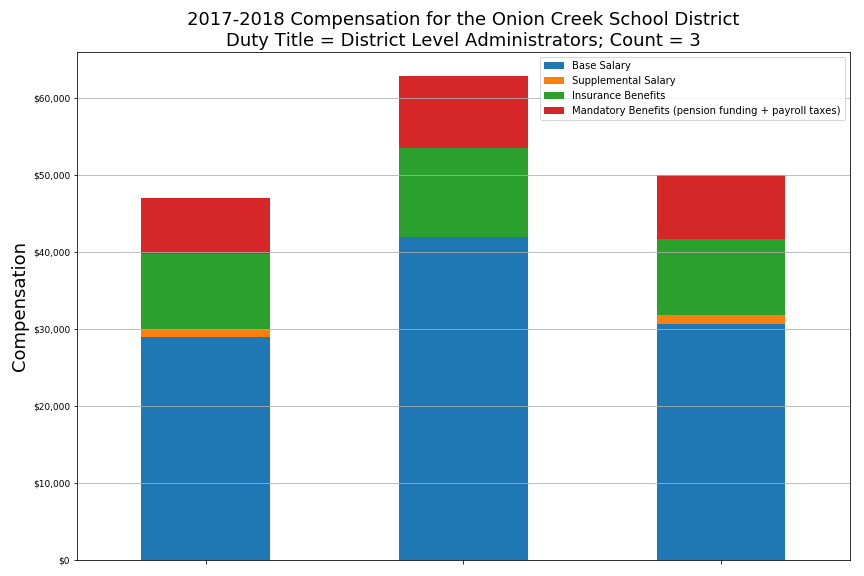 2017-2018 Compensation for the Onion Creek School District
Duty Title = District Level Administrators; Count = 3
Base Salary
Supplemental Salary
Insurance Benefits
Mandatory Benefits (pension funding + payroll taxes)
Compensation
$60,000
$50,000
$40,000
$30,000
$20,000
$10,000
$0